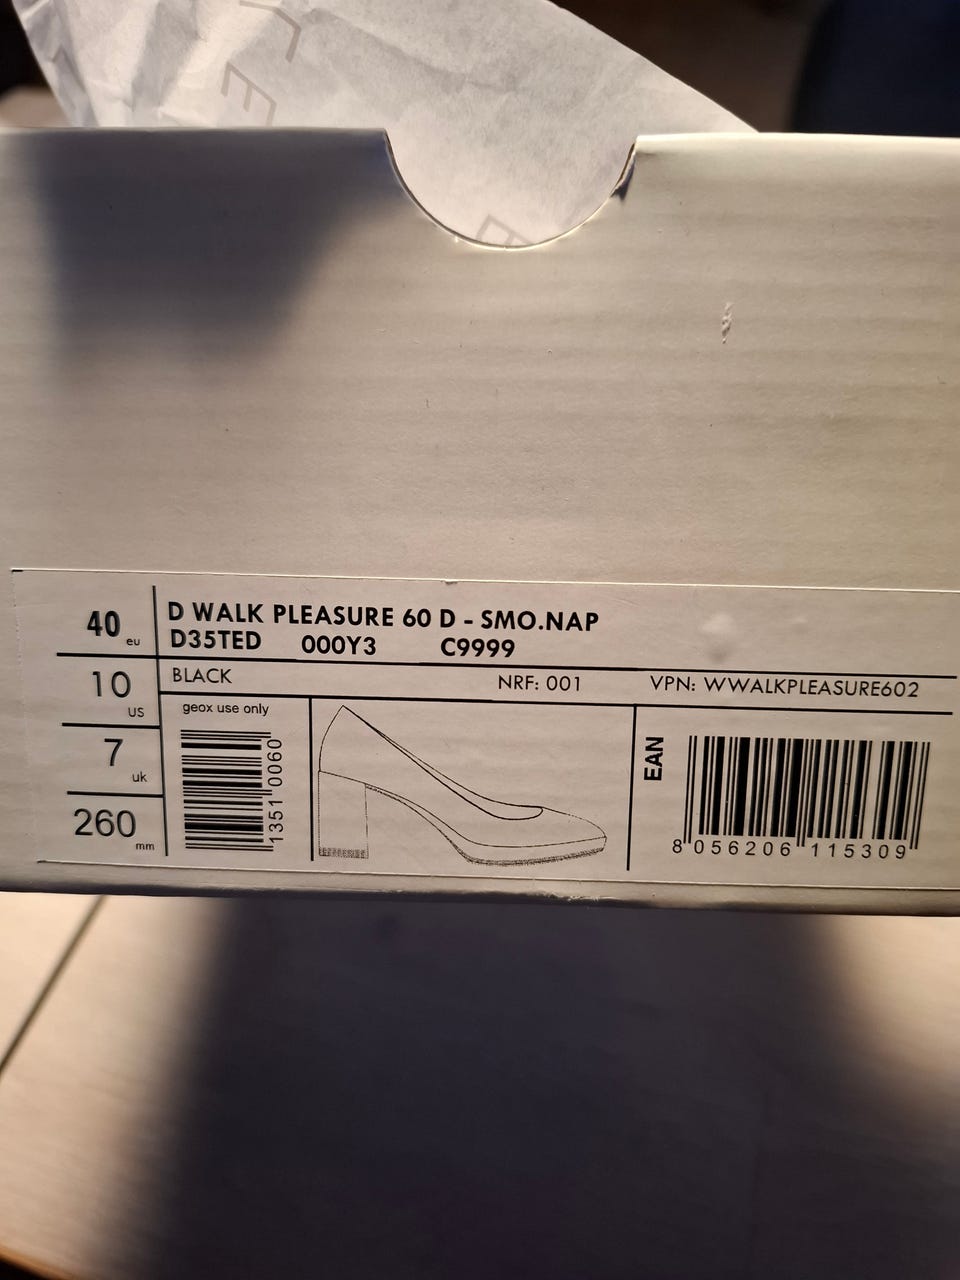 40 eu
D WALK PLEASURE 60 D - SMO.NAP
D35TED 000Y3 C9999
10 US
BLACK NRF: 001 VPN: WWALKPLEASURE602
7 uk
260 mm
geox use only
1351 0060
EAN
8 056206 115309